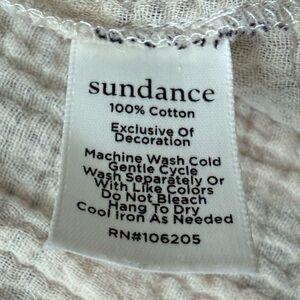 sundance
100% Cotton
Exclusive Of
Decoration
Machine Wash Cold
Gentle Cycle
Wash Separately Or
With Like Colors
Do Not Bleach
Hang To Dry
Cool Iron As Needed
RN#106205